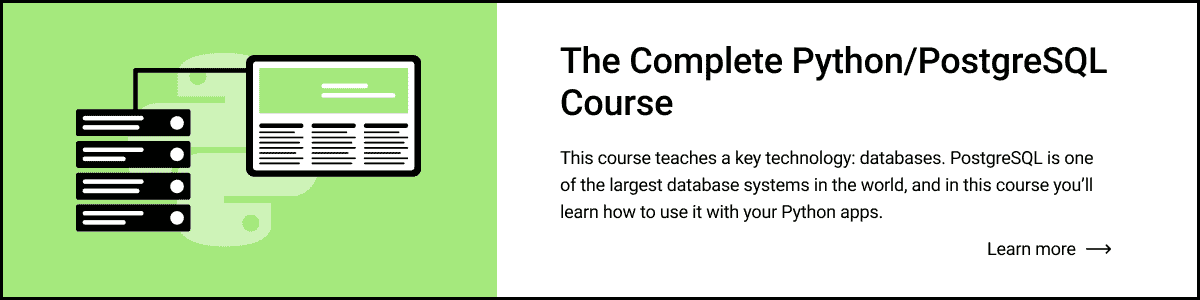 The Complete Python/PostgreSQL
Course
This course teaches a key technology: databases. PostgreSQL is one
of the largest database systems in the world, and in this course you’ll
learn how to use it with your Python apps.
Learn more